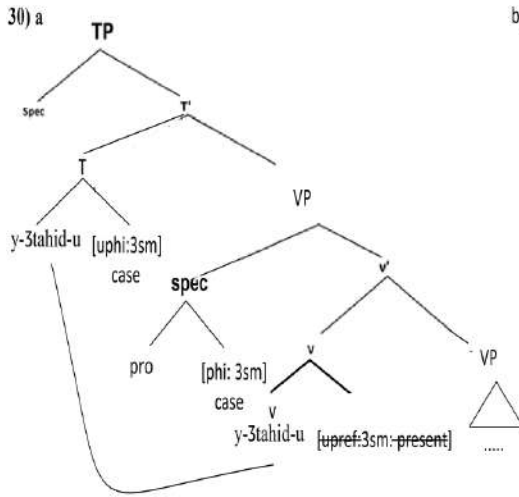 30) a
b
TP
Spec
T'
T
VP
y-3tahid-u
[uphi:3sm]
case
spec
v'
pro
[phi: 3sm]
case
v
VP
v
y-3tahid-u
[upref:3sm: present]
.....